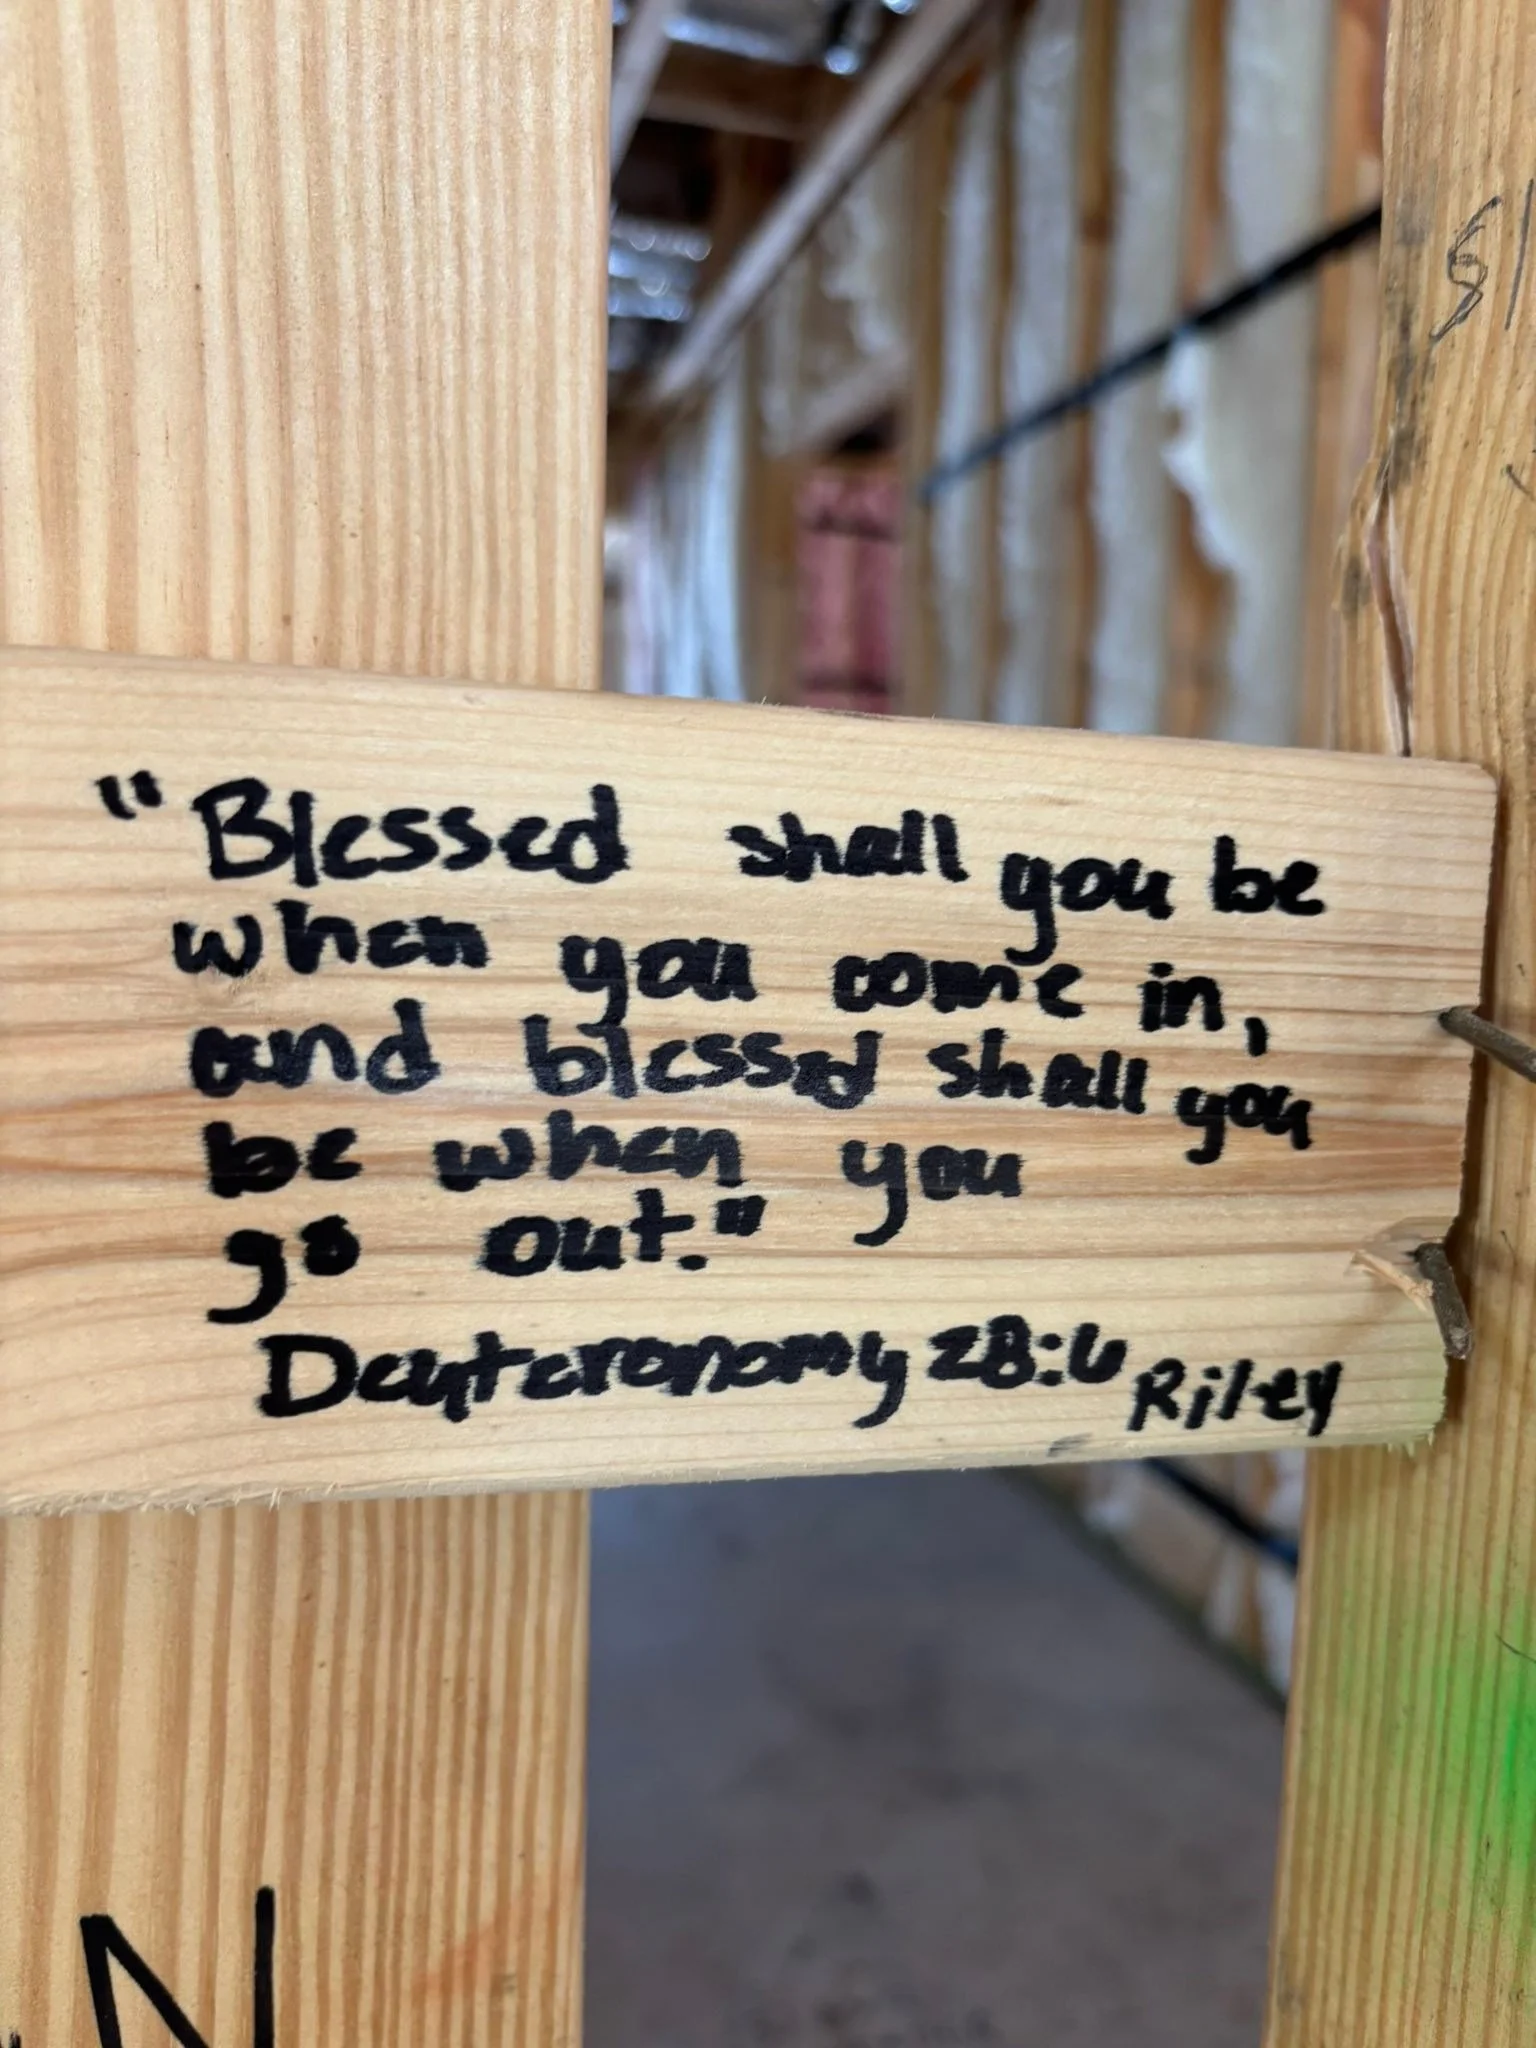 S/
"Blessed shall you be
when you come in,
and blessed shall you
be when you
go out."
Deuteronomy 28:6 Riley
N